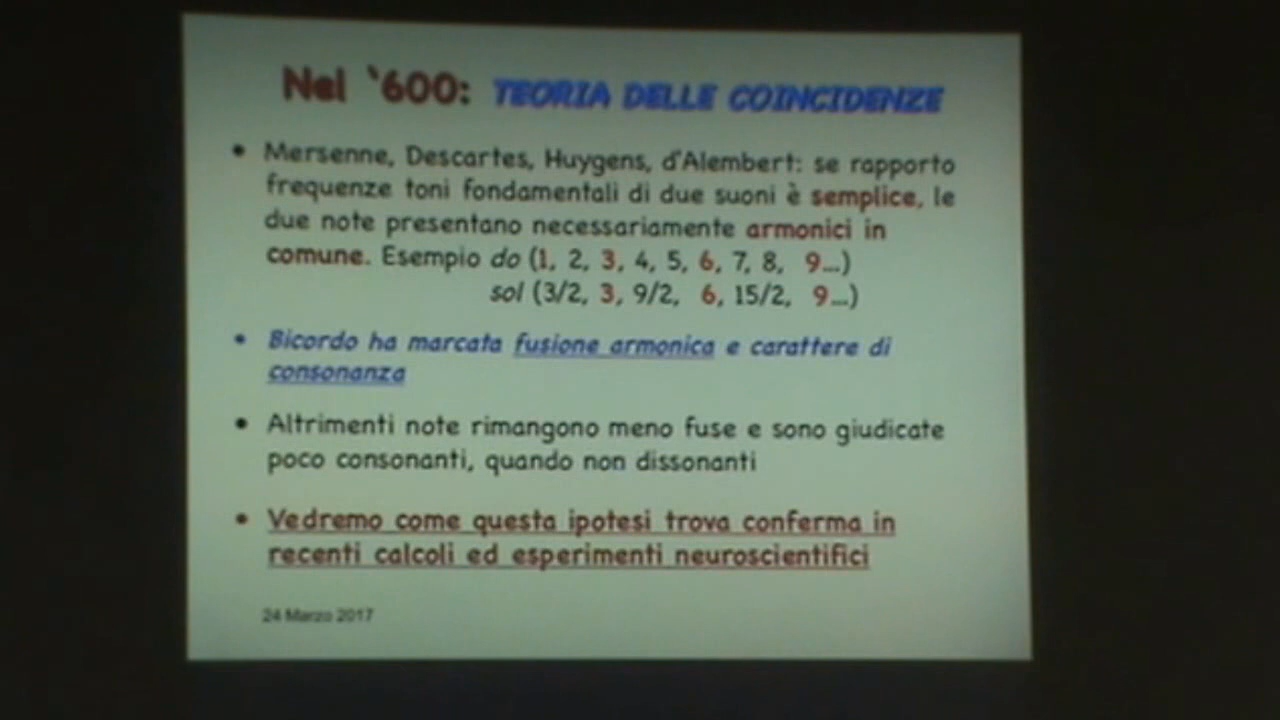 Nel '600: TEORIA DELLE COINCIDENZE
• Mersenne, Descartes, Huygens, d'Alembert: se rapporto
frequenze toni fondamentali di due suoni è semplice, le
due note presentano necessariamente armonici in
comune. Esempio do (1, 2, 3, 4, 5, 6, 7, 8, 9…)
sol (3/2, 3, 9/2, 6, 15/2, 9…)
• Bicordo ha marcata fusione armonica e carattere di
consonanza
• Altrimenti note rimangono meno fuse e sono giudicate
poco consonanti, quando non dissonanti
• Vedremo come questa ipotesi trova conferma in
recenti calcoli ed esperimenti neuroscientifici
24 Marzo 2017